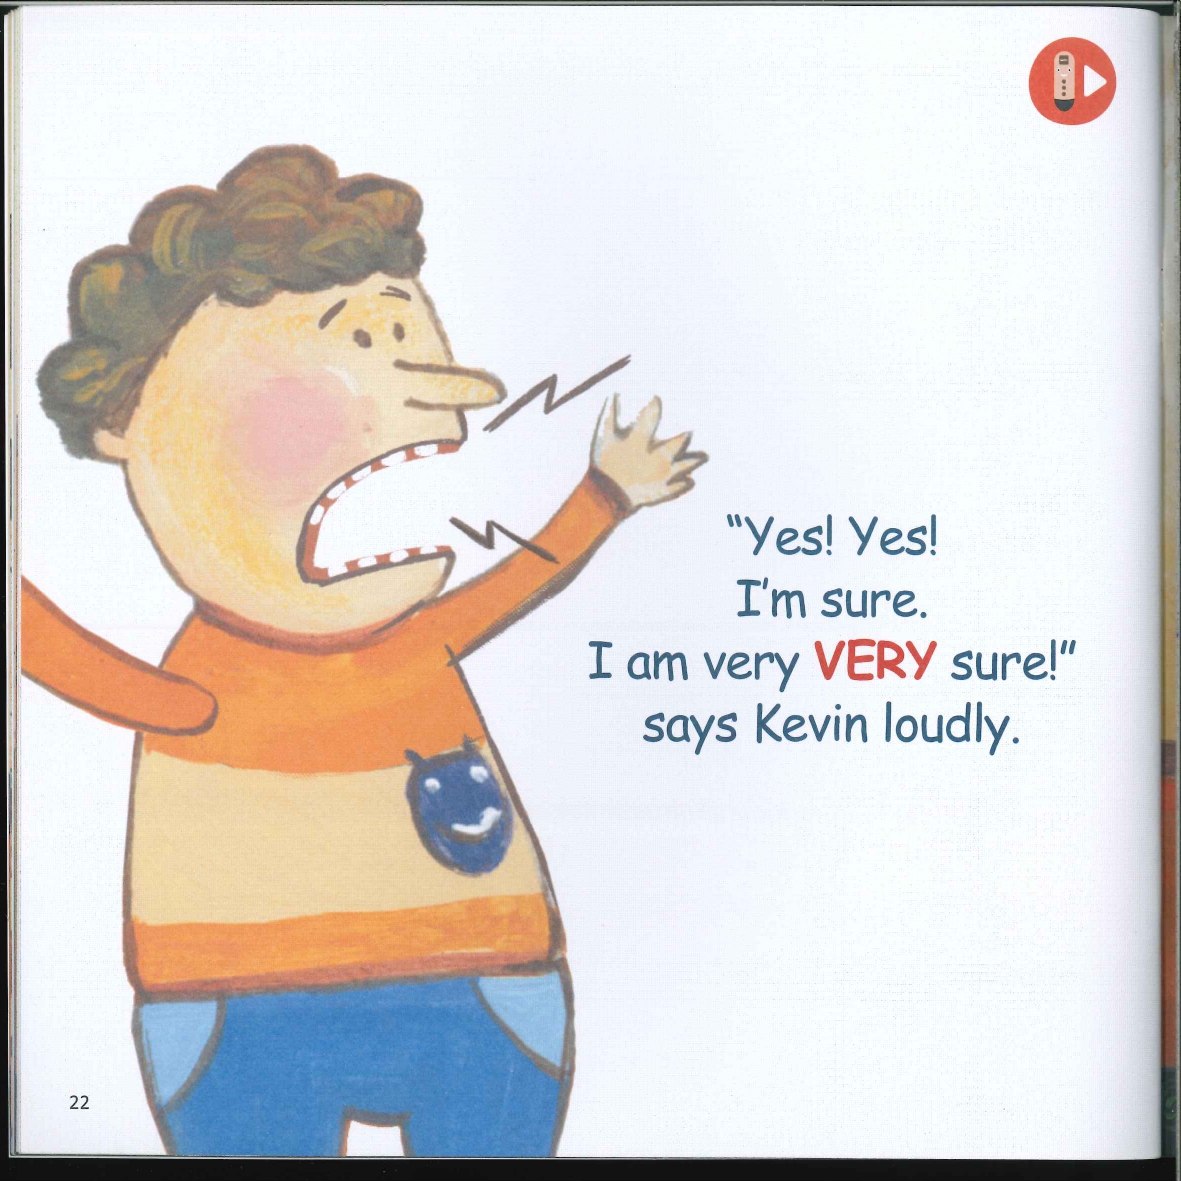 “Yes! Yes!
I’m sure.
I am very VERY sure!”
says Kevin loudly.
22